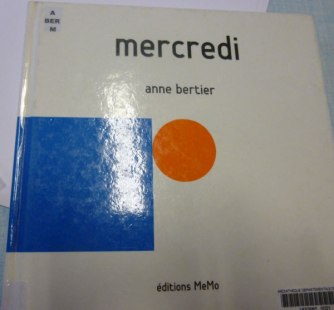 A
BER
M
mercredi
anne bertier
éditions MeMo